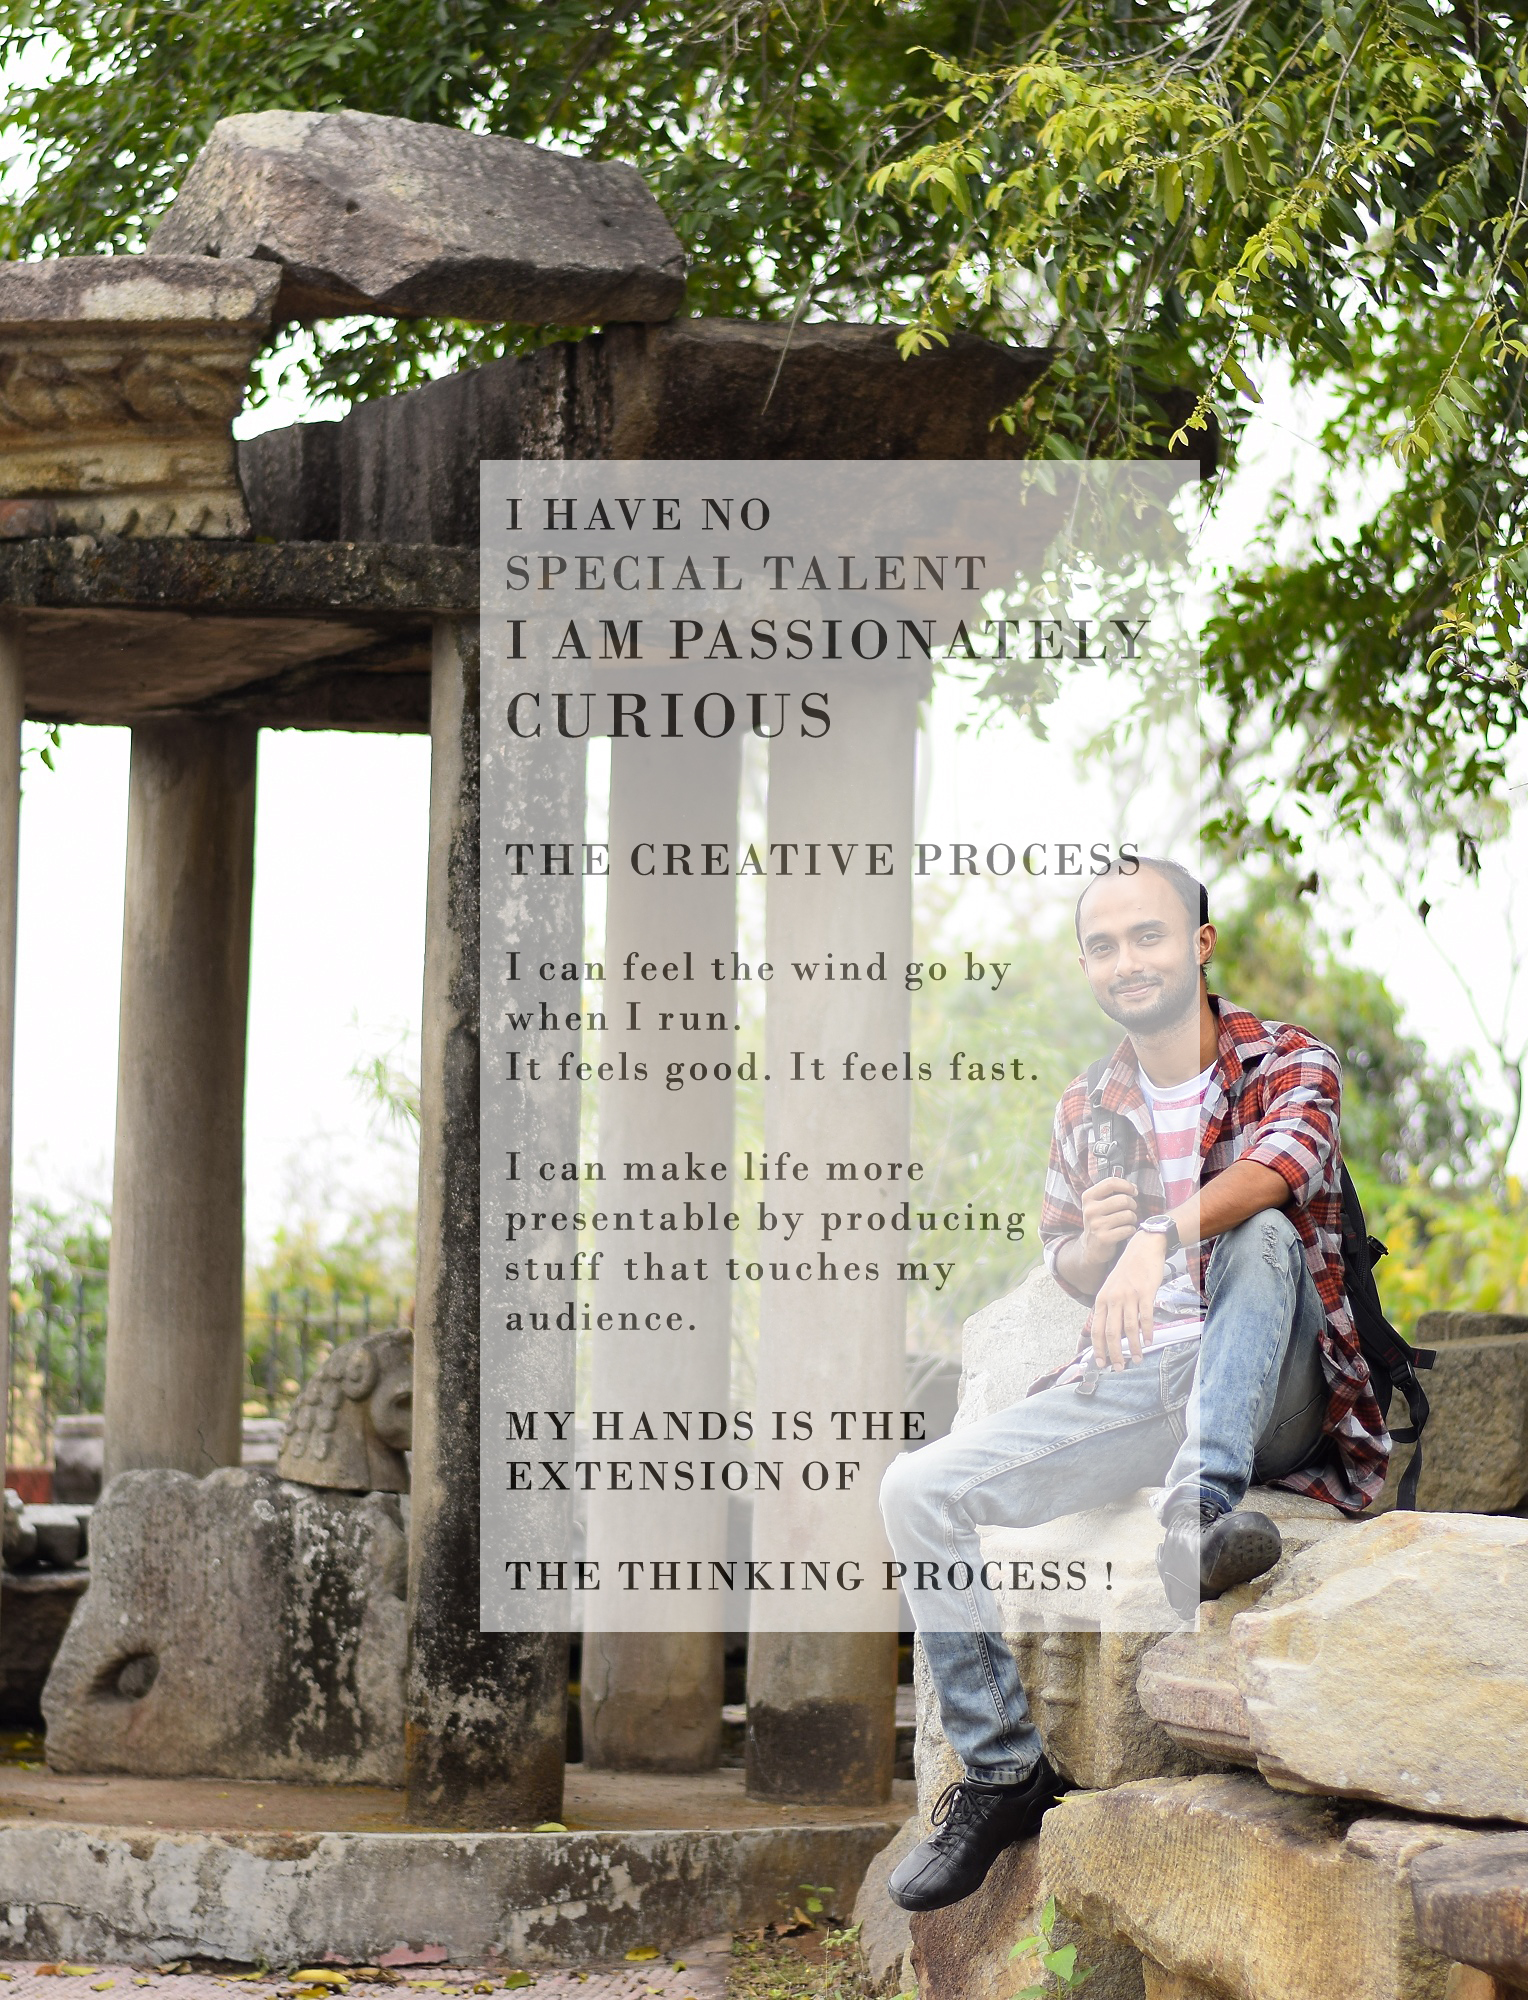 I HAVE NO
SPECIAL TALENT
I AM PASSIONATELY
CURIOUS
THE CREATIVE PROCESS
I can feel the wind go by
when I run.
It feels good. It feels fast.
I can make life more
presentable by producing
stuff that touches my
audience.
MY HANDS IS THE
EXTENSION OF
THE THINKING PROCESS !